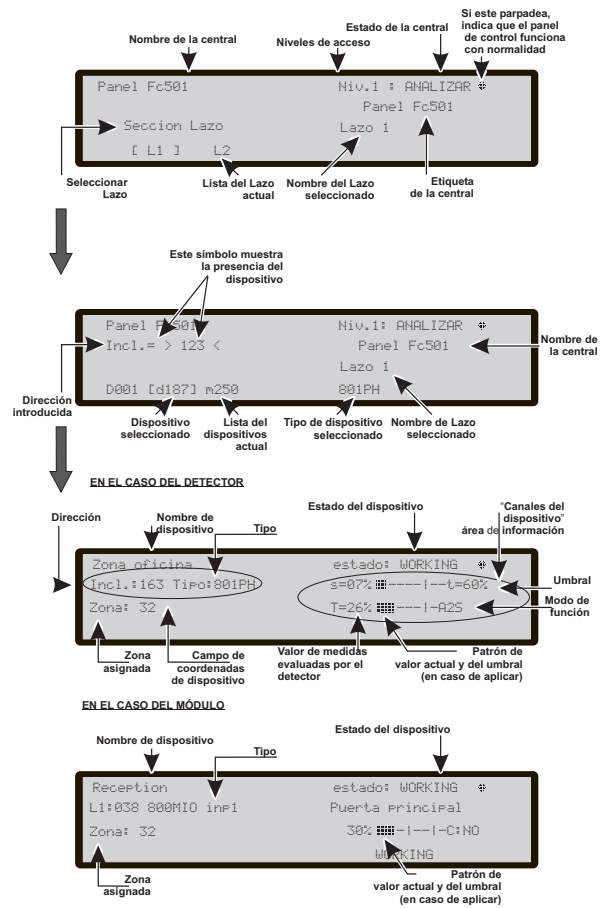 Nombre de la central
Niveles de acceso
Estado de la central
Si este parpadea,
indica que el panel
de control funciona
con normalidad
Panel Fc501
Niv.1 : ANALIZAR
Panel Fc501
Seccion Lazo
Lazo 1
[ L1 ] L2
Seleccionar
Lazo
Lista del Lazo
actual
Nombre del Lazo
seleccionado
Etiqueta
de la central
Este símbolo muestra
la presencia del
dispositivo
Panel Fc501
Niv.1: ANALIZAR
Incl.= > 123 <
Panel Fc501
Nombre de
la central
Lazo 1
D001 [d187] m250
801PH
Dirección
introducida
Dispositivo
seleccionado
Lista del
dispositivos
actual
Tipo de dispositivo
seleccionado
Nombre de Lazo
seleccionado
EN EL CASO DEL DETECTOR
Dirección
Nombre de
dispositivo
Tipo
Estado del dispositivo
"Canales del
dispositivo"
área de información
Zona oficina
estado: WORKING
Incl.:163 Tipo:801PH
s=07% ----|--t=60%
Umbral
Zona: 32
T=26% ---|-A2S
Modo de
función
Zona
asignada
Campo de
coordenadas
de dispositivo
Valor de medidas
evaluadas por el
detector
Patrón de
valor actual y del umbral
(en caso de aplicar)
EN EL CASO DEL MÓDULO
Nombre de dispositivo
Tipo
Estado del dispositivo
Reception
estado: WORKING
L1:038 800MIO inp1
Puerta principal
Zona: 32
30% -|--|-C:NO
WORKING
Zona
asignada
Patrón de
valor actual y del umbral
(en caso de aplicar)